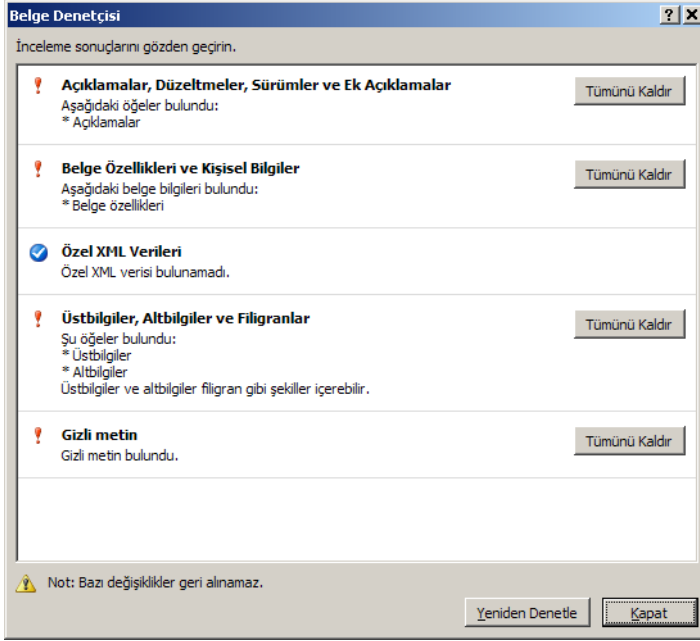 Belge Denetçisi
İnceleme sonuçlarını gözden geçirin.
Açıklamalar, Düzeltmeler, Sürümler ve Ek Açıklamalar
Tümünü Kaldır
Aşağıdaki öğeler bulundu:
* Açıklamalar
Belge Özellikleri ve Kişisel Bilgiler
Tümünü Kaldır
Aşağıdaki belge bilgileri bulundu:
* Belge özellikleri
Özel XML Verileri
Özel XML verisi bulunamadı.
Üstbilgiler, Altbilgiler ve Filigranlar
Tümünü Kaldır
Şu öğeler bulundu:
* Üstbilgiler
* Altbilgiler
Üstbilgiler ve altbilgiler filigran gibi şekiller içerebilir.
Gizli metin
Tümünü Kaldır
Gizli metin bulundu.
Not: Bazı değişiklikler geri alınamaz.
Yeniden Denetle
Kapat